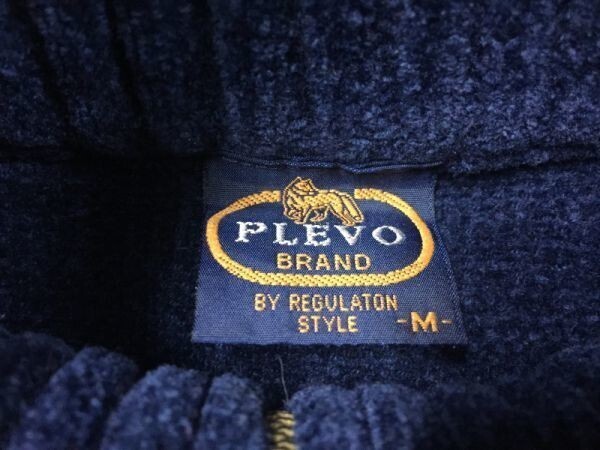 PLEVO
BRAND
BY REGULATON
STYLE -M-